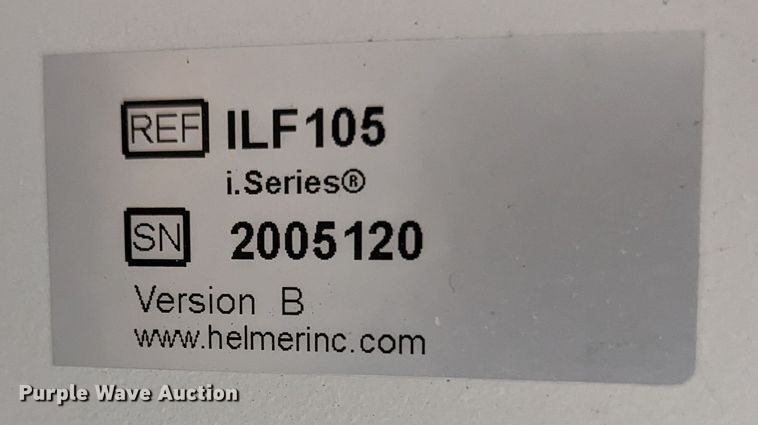 REF ILF105
i.Series®
SN 2005120
Version B
www.helmerinc.com
Purple Wave Auction